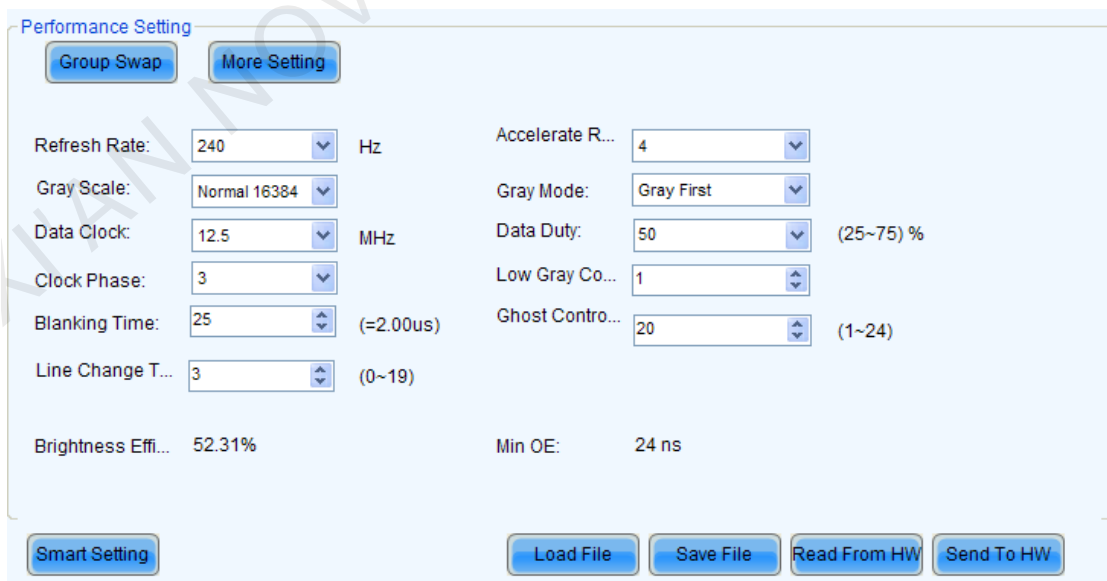 Performance Setting
Group Swap More Setting
Refresh Rate: 240 Hz Accelerate R... 4
Gray Scale: Normal 16384 Gray Mode: Gray First
Data Clock: 12.5 MHz Data Duty: 50 (25~75) %
Clock Phase: 3 Low Gray Co... 1
Blanking Time: 25 (=2.00us) Ghost Contro... 20 (1~24)
Line Change T... 3 (0~19)
Brightness Effi... 52.31% Min OE: 24 ns
Smart Setting Load File Save File Read From HW Send To HW
XI'AN NOV